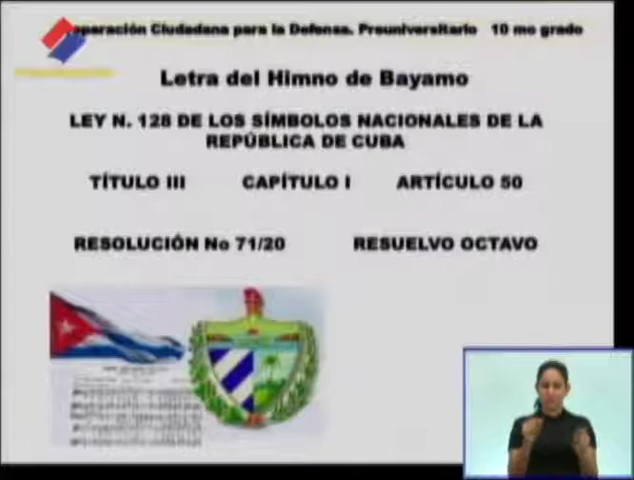 Preparación Ciudadana para la Defensa. Preuniversitario 10 mo grado
Letra del Himno de Bayamo
LEY N. 128 DE LOS SÍMBOLOS NACIONALES DE LA
REPÚBLICA DE CUBA
TÍTULO III CAPÍTULO I ARTÍCULO 50
RESOLUCIÓN No 71/20 RESUELVO OCTAVO